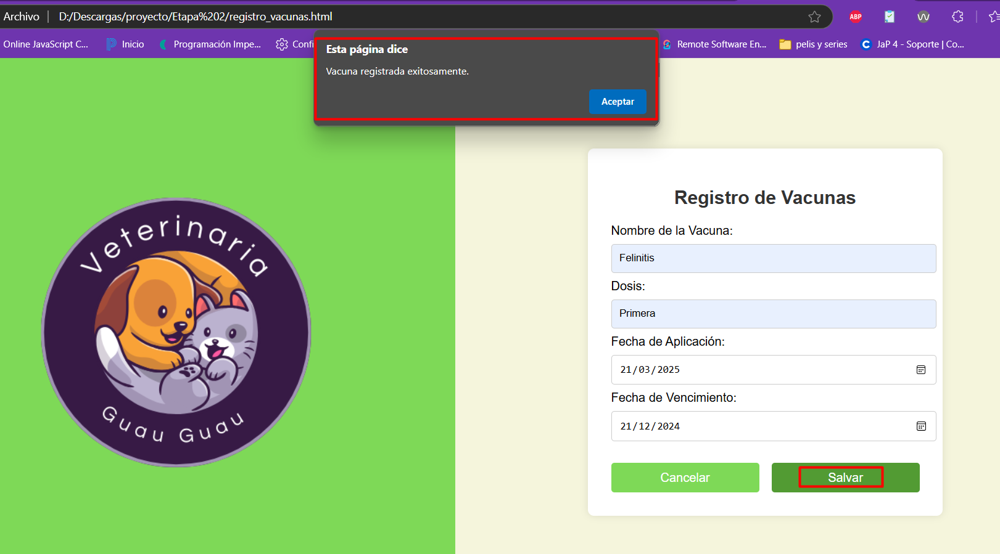 Archivo | D:/Descargas/proyecto/Etapa%202/registro_vacunas.html
ABP
Online JavaScript C... Inicio Programación Impe... Confi Remote Software En... pelis y series JaP 4 - Soporte | Co...
Esta página dice
Vacuna registrada exitosamente.
Aceptar
Veterinaria
Guau Guau
Registro de Vacunas
Nombre de la Vacuna:
Felinitis
Dosis:
Primera
Fecha de Aplicación:
21/03/2025
Fecha de Vencimiento:
21/12/2024
Cancelar Salvar